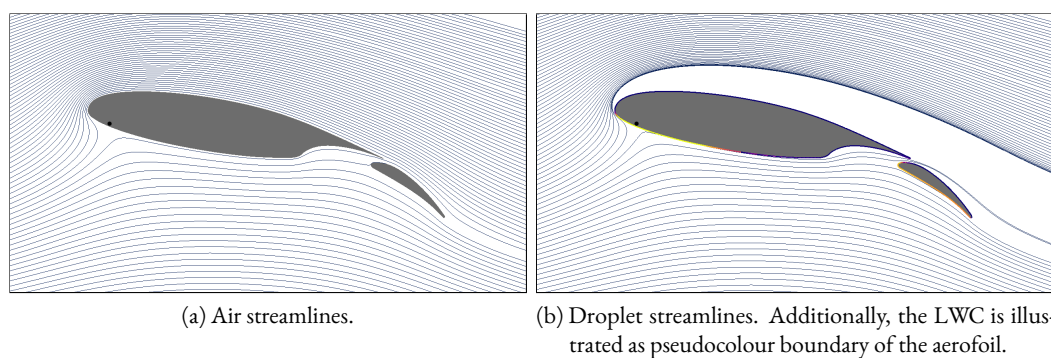 (a) Air streamlines.
(b) Droplet streamlines. Additionally, the LWC is illus-
trated as pseudocolour boundary of the aerofoil.